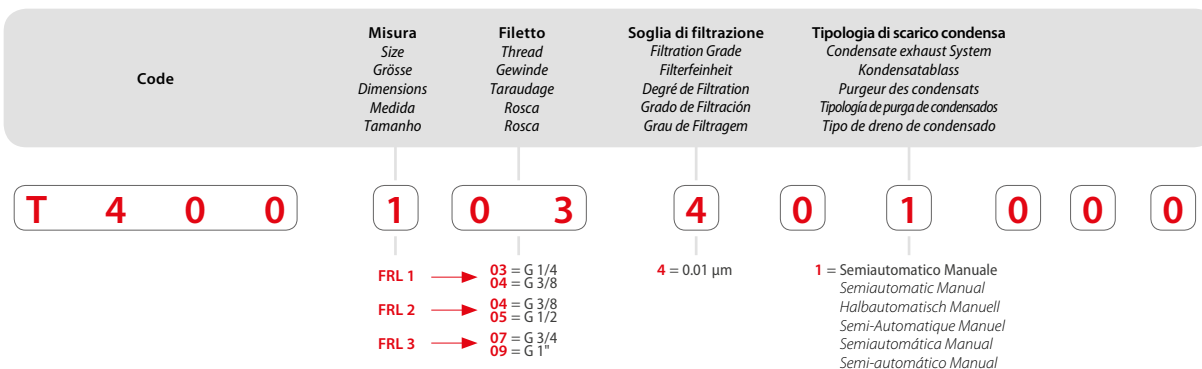 Code
Misura
Size
Grösse
Dimensions
Medida
Tamanho
Filetto
Thread
Gewinde
Taraudage
Rosca
Rosca
Soglia di filtrazione
Filtration Grade
Filterfeinheit
Degré de Filtration
Grado de Filtración
Grau de Filtragem
Tipologia di scarico condensa
Condensate exhaust System
Kondensatablass
Purgeur des condensats
Tipología de purga de condensados
Tipo de dreno de condensado
T 4 0 0 1 0 3 4 0 1 0 0 0
FRL 1
03 = G 1/4
04 = G 3/8
FRL 2
04 = G 3/8
05 = G 1/2
FRL 3
07 = G 3/4
09 = G 1"
4 = 0.01 µm
1 = Semiautomatico Manuale
Semiautomatic Manual
Halbautomatisch Manuell
Semi-Automatique Manuel
Semiautomática Manual
Semi-automático Manual